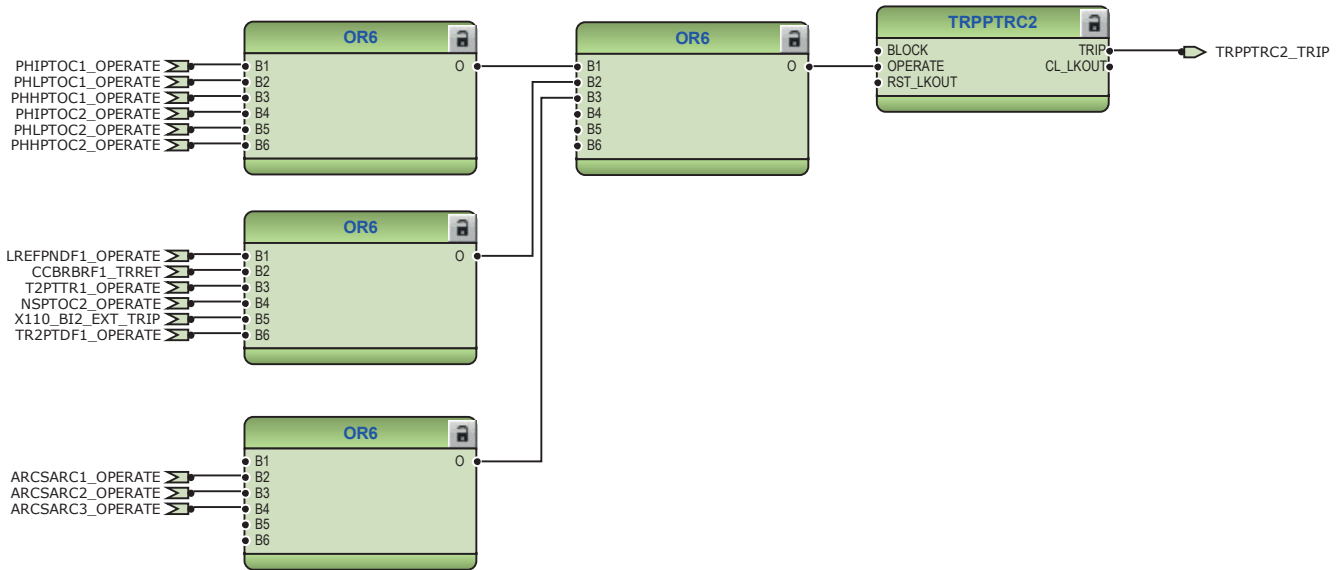 OR6
PHIPTOC1_OPERATE B1 O
PHLPTOC1_OPERATE B2
PHHPTOC1_OPERATE B3
PHIPTOC2_OPERATE B4
PHLPTOC2_OPERATE B5
PHHPTOC2_OPERATE B6
OR6
B1 O
B2
B3
B4
B5
B6
TRPPTRC2
BLOCK TRIP TRPPTRC2_TRIP
OPERATE CL_LKOUT
RST_LKOUT
OR6
LREFPNDF1_OPERATE B1 O
CCBRBRF1_TRRET B2
T2PTTR1_OPERATE B3
NSPTOC2_OPERATE B4
X110_BI2_EXT_TRIP B5
TR2PTDF1_OPERATE B6
OR6
B1 O
ARCSARC1_OPERATE B2
ARCSARC2_OPERATE B3
ARCSARC3_OPERATE B4
B5
B6